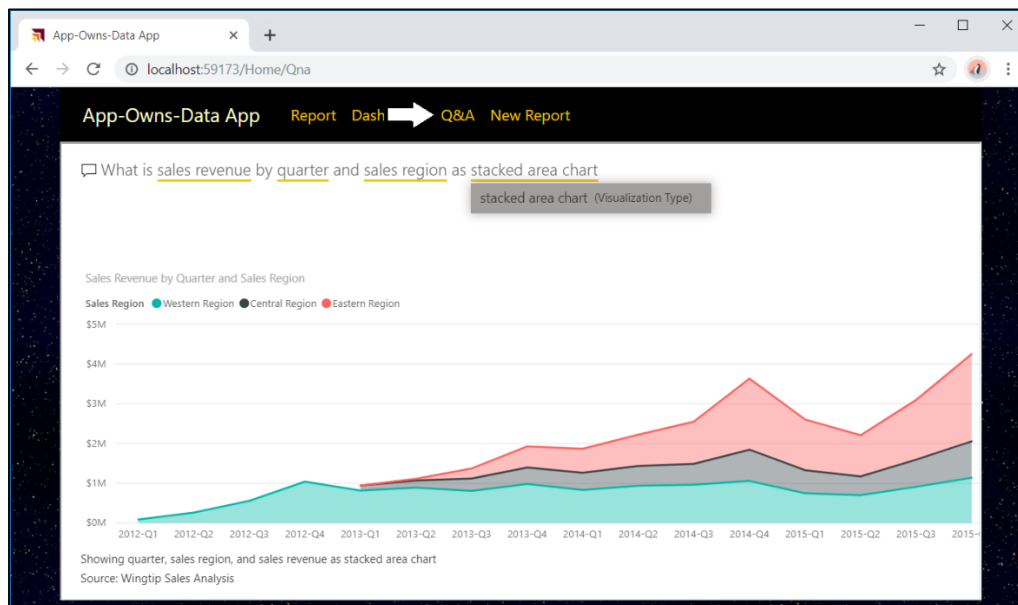 App-Owns-Data App
localhost:59173/Home/Qna
App-Owns-Data App Report Dash Q&A New Report
What is sales revenue by quarter and sales region as stacked area chart
stacked area chart (Visualization Type)
Sales Revenue by Quarter and Sales Region
Sales Region Western Region Central Region Eastern Region
$5M
$4M
$3M
$2M
$1M
$0M
2012-Q1 2012-Q2 2012-Q3 2012-Q4 2013-Q1 2013-Q2 2013-Q3 2013-Q4 2014-Q1 2014-Q2 2014-Q3 2014-Q4 2015-Q1 2015-Q2 2015-Q3 2015-
Showing quarter, sales region, and sales revenue as stacked area chart
Source: Wingtip Sales Analysis